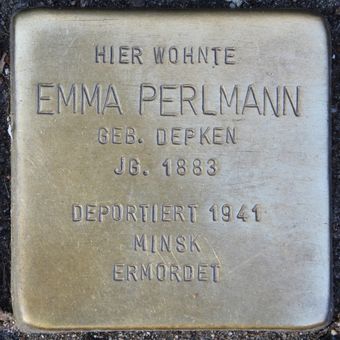 HIER WOHNTE
EMMA PERLMANN
GEB. DEPKEN
JG. 1883
DEPORTIERT 1941
MINSK
ERMORDET